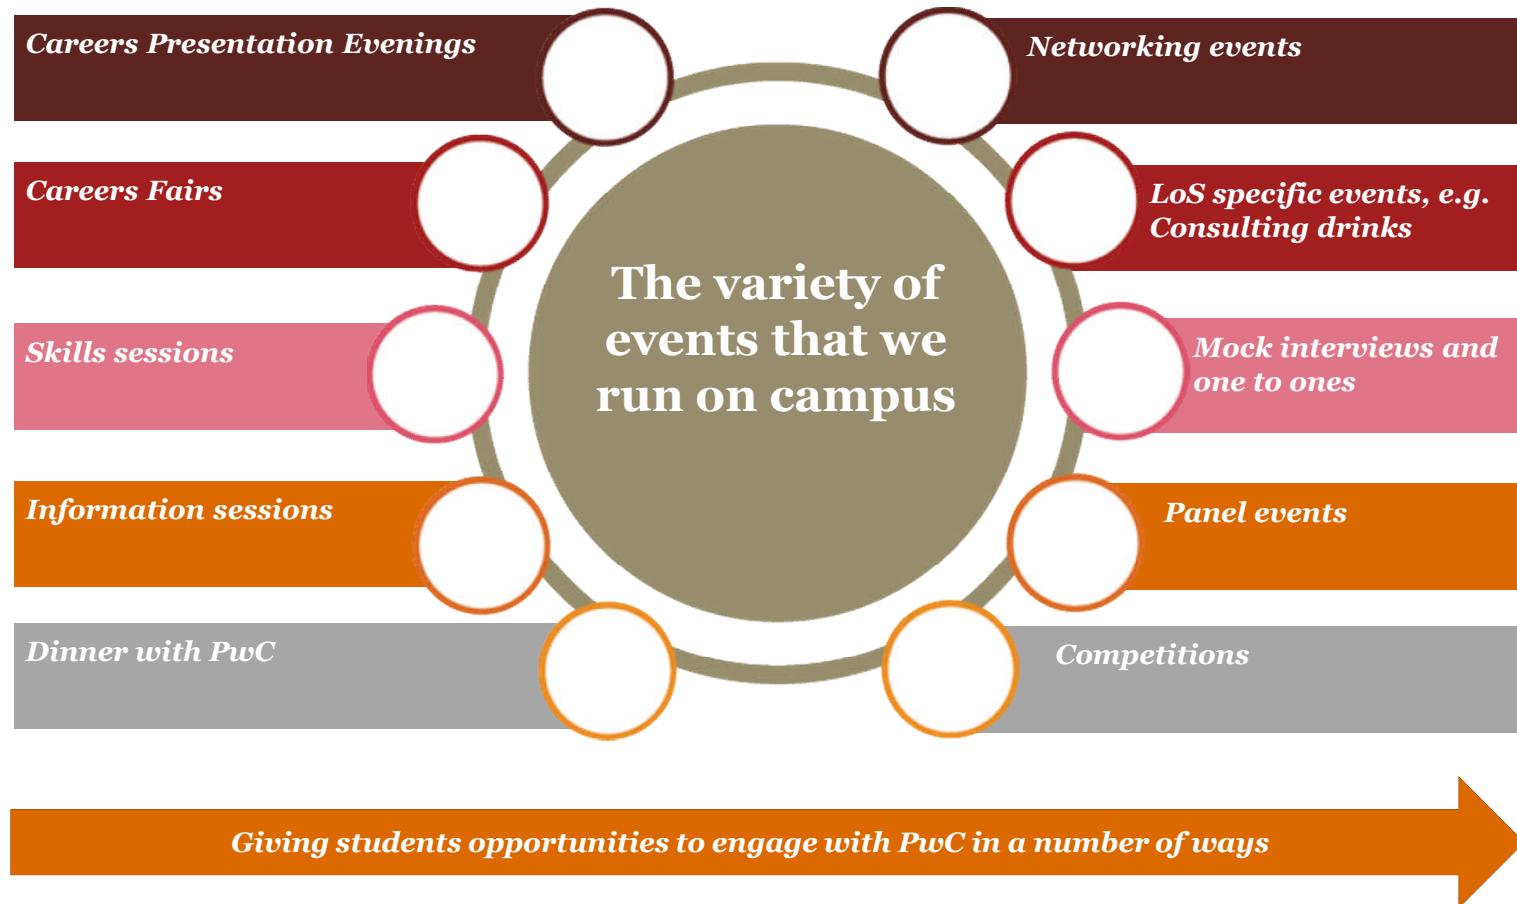 Careers Presentation Evenings
Networking events
Careers Fairs
LoS specific events, e.g.
Consulting drinks
The variety of
events that we
run on campus
Skills sessions
Mock interviews and
one to ones
Information sessions
Panel events
Dinner with PwC
Competitions
Giving students opportunities to engage with PwC in a number of ways